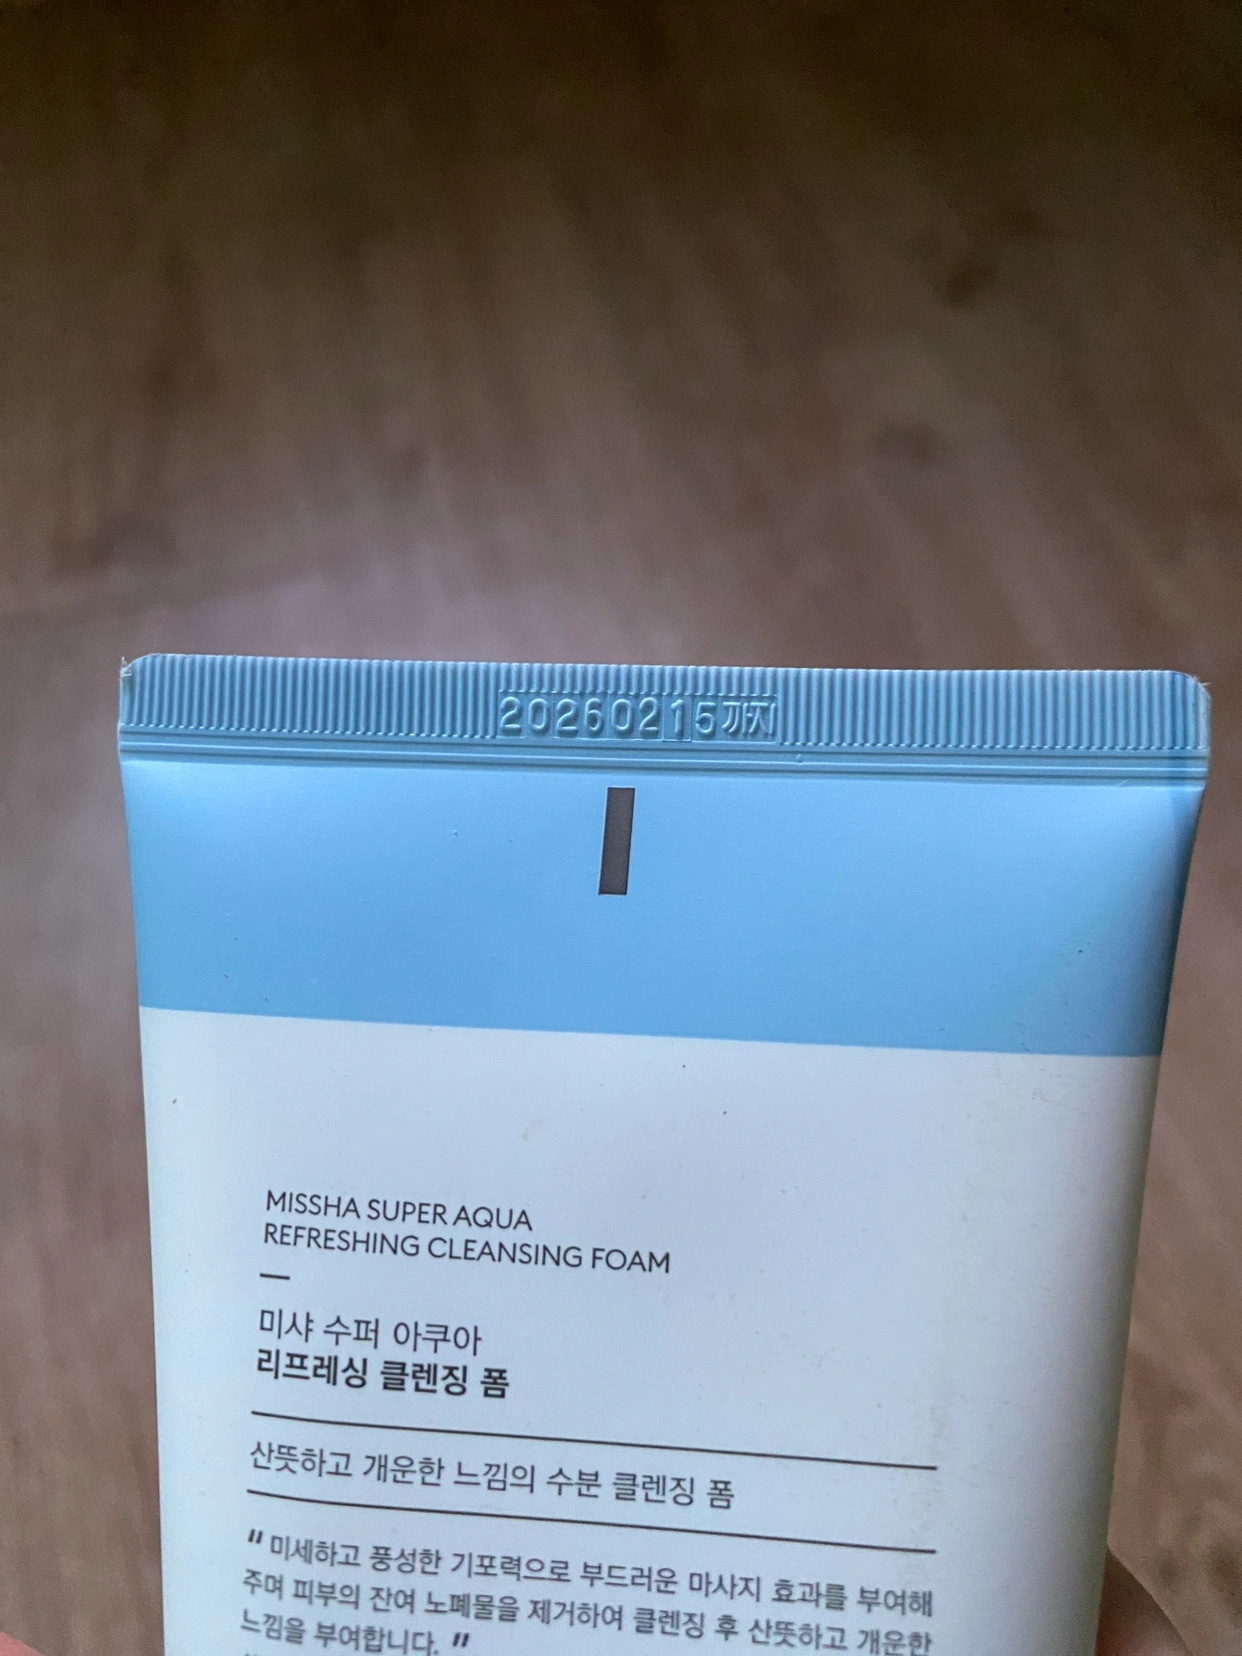 20260215까지
MISSHA SUPER AQUA
REFRESHING CLEANSING FOAM
미샤 수퍼 아쿠아
리프레싱 클렌징 폼
산뜻하고 개운한 느낌의 수분 클렌징 폼
“ 미세하고 풍성한 기포력으로 부드러운 마사지 효과를 부여해
주며 피부의 잔여 노폐물을 제거하여 클렌징 후 산뜻하고 개운한
느낌을 부여합니다. ”